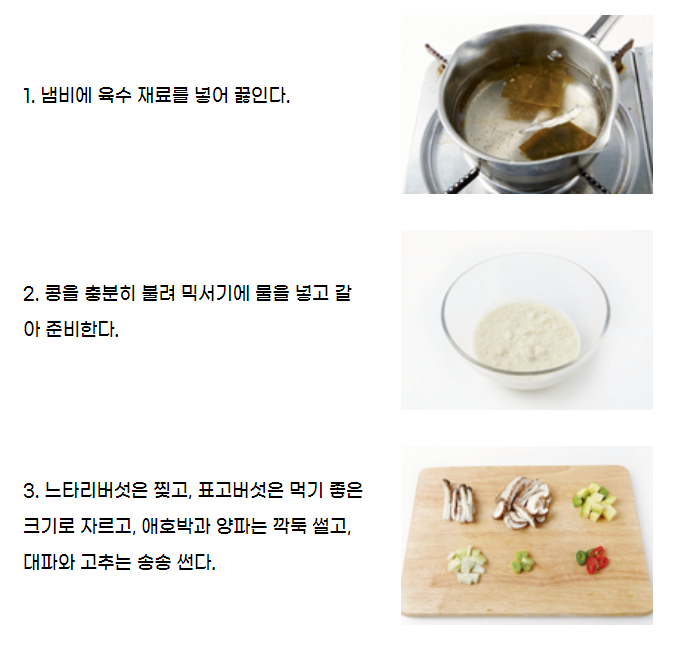 1. 냄비에 육수 재료를 넣어 끓인다.
2. 콩을 충분히 불려 믹서기에 물을 넣고 갈
아 준비한다.
3. 느타리버섯은 찢고, 표고버섯은 먹기 좋은
크기로 자르고, 애호박과 양파는 깍둑 썰고,
대파와 고추는 송송 썬다.